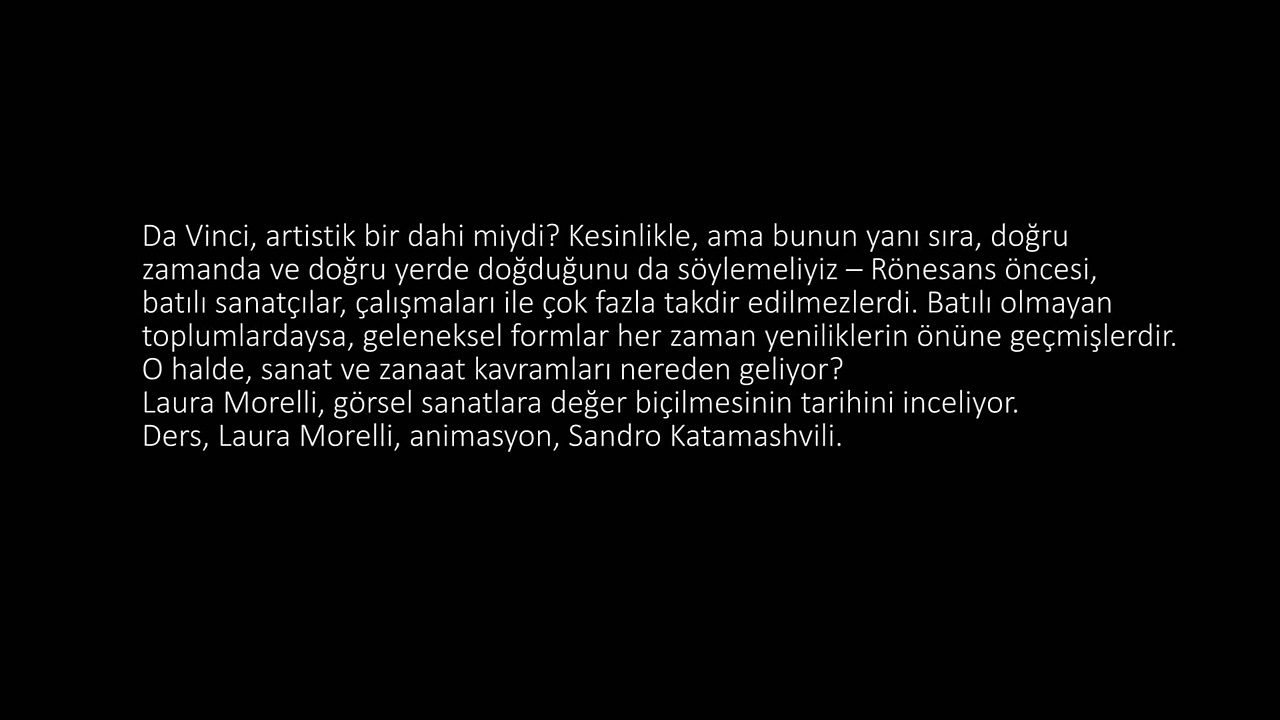 Da Vinci, artistik bir dahi miydi? Kesinlikle, ama bunun yanı sıra, doğru
zamanda ve doğru yerde doğduğunu da söylemeliyiz – Rönesans öncesi,
batılı sanatçılar, çalışmaları ile çok fazla takdir edilmezlerdi. Batılı olmayan
toplumlardaysa, geleneksel formlar her zaman yeniliklerin önüne geçmişlerdir.
O halde, sanat ve zanaat kavramları nereden geliyor?
Laura Morelli, görsel sanatlara değer biçilmesinin tarihini inceliyor.
Ders, Laura Morelli, animasyon, Sandro Katamashvili.